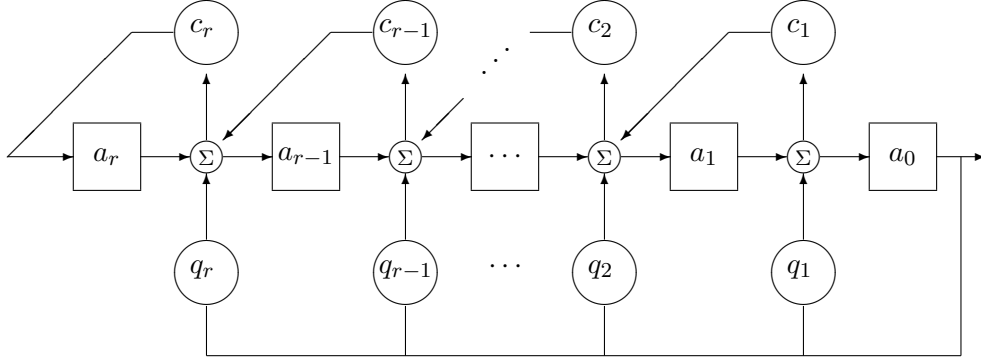 c_r c_{r−1} c_2 c_1
a_r Σ a_{r−1} Σ ⋯ Σ a_1 Σ a_0
q_r q_{r−1} ⋯ q_2 q_1